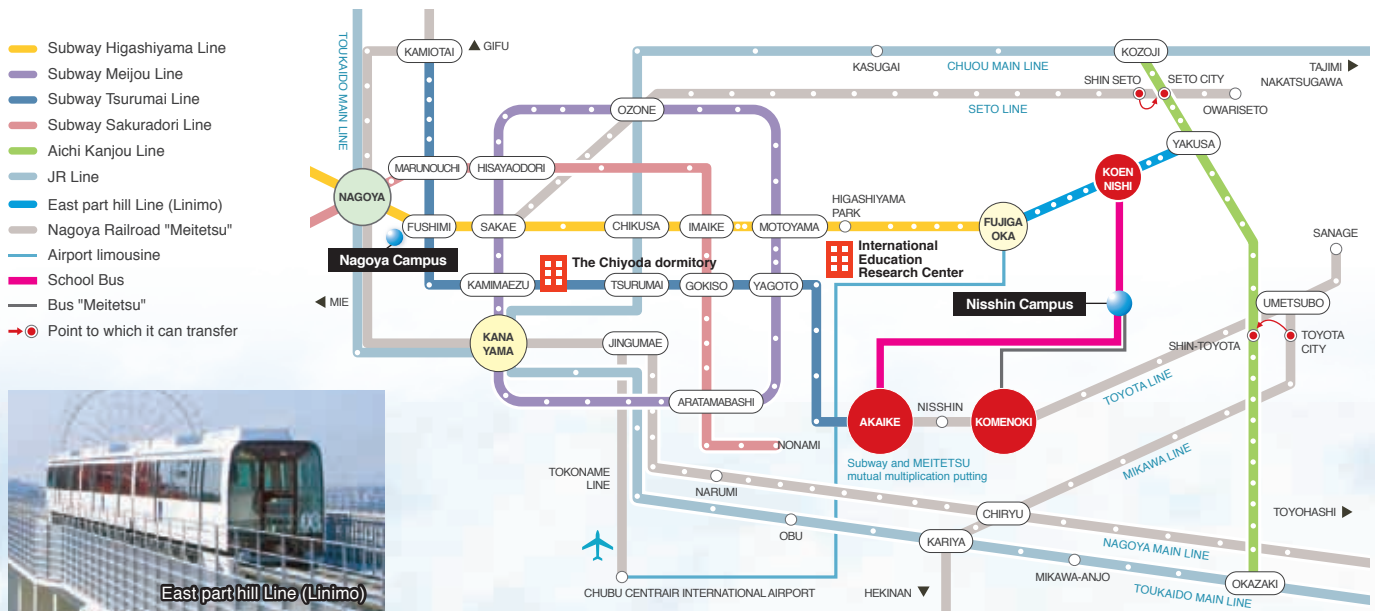 Subway Higashiyama Line
Subway Meijou Line
Subway Tsurumai Line
Subway Sakuradori Line
Aichi Kanjou Line
JR Line
East part hill Line (Linimo)
Nagoya Railroad "Meitetsu"
Airport limousine
School Bus
Bus "Meitetsu"
Point to which it can transfer
TOUKAIDO MAIN LINE
KAMIOTAI
▲ GIFU
KASUGAI
CHUOU MAIN LINE
KOZOJI
TAJIMI
NAKATSUGAWA
SHIN SETO
SETO CITY
SETO LINE
OWARISETO
OZONE
YAKUSA
MARUNOUCHI
HISAYAODORI
KOEN
NISHI
NAGOYA
HIGASHIYAMA
PARK
FUSHIMI
SAKAE
CHIKUSA
IMAIKE
MOTOYAMA
FUJIGA
OKA
SANAGE
Nagoya Campus
The Chiyoda dormitory
International
Education
Research Center
KAMIMAEZU
TSURUMAI
GOKISO
YAGOTO
◀ MIE
Nisshin Campus
UMETSUBO
KANA
YAMA
JINGUMAE
SHIN-TOYOTA
TOYOTA
CITY
TOYOTA LINE
ARATAMABASHI
AKAIKE
NISSHIN
KOMENOKI
NONAMI
MIKAWA LINE
Subway and MEITETSU
mutual multiplication putting
TOKONAME
LINE
NARUMI
CHIRYU
TOYOHASHI ▶
OBU
KARIYA
NAGOYA MAIN LINE
MIKAWA-ANJO
OKAZAKI
CHUBU CENTRAIR INTERNATIONAL AIRPORT
HEKINAN ▼
TOUKAIDO MAIN LINE
East part hill Line (Linimo)